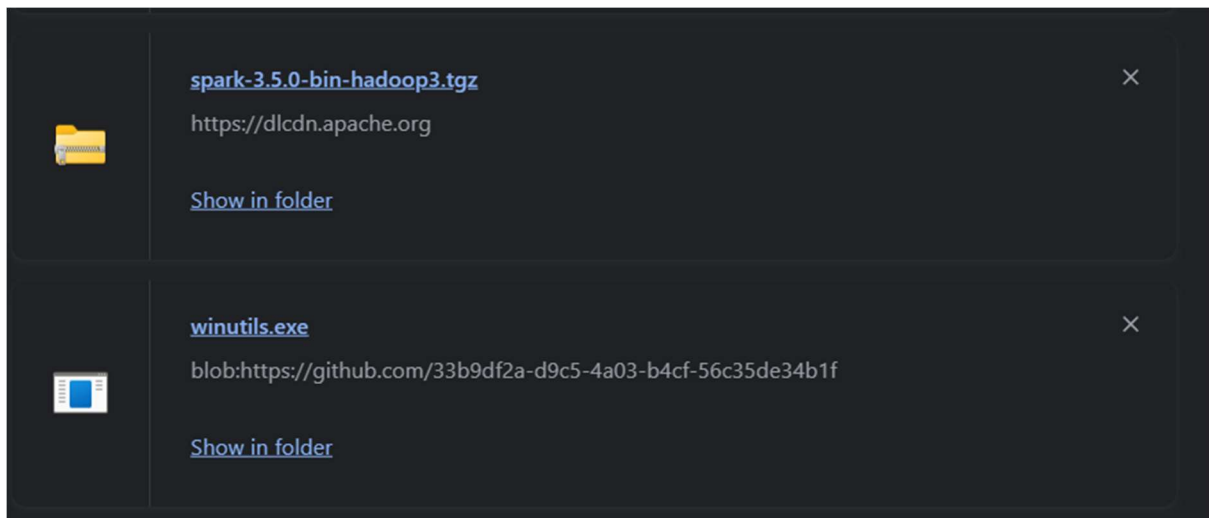 spark-3.5.0-bin-hadoop3.tgz
https://dlcdn.apache.org
Show in folder
winutils.exe
blob:https://github.com/33b9df2a-d9c5-4a03-b4cf-56c35de34b1f
Show in folder